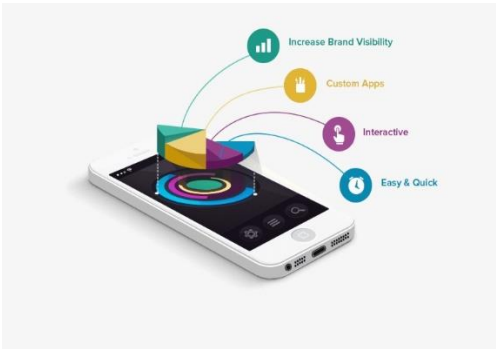 Increase Brand Visibility
Custom Apps
Interactive
Easy & Quick